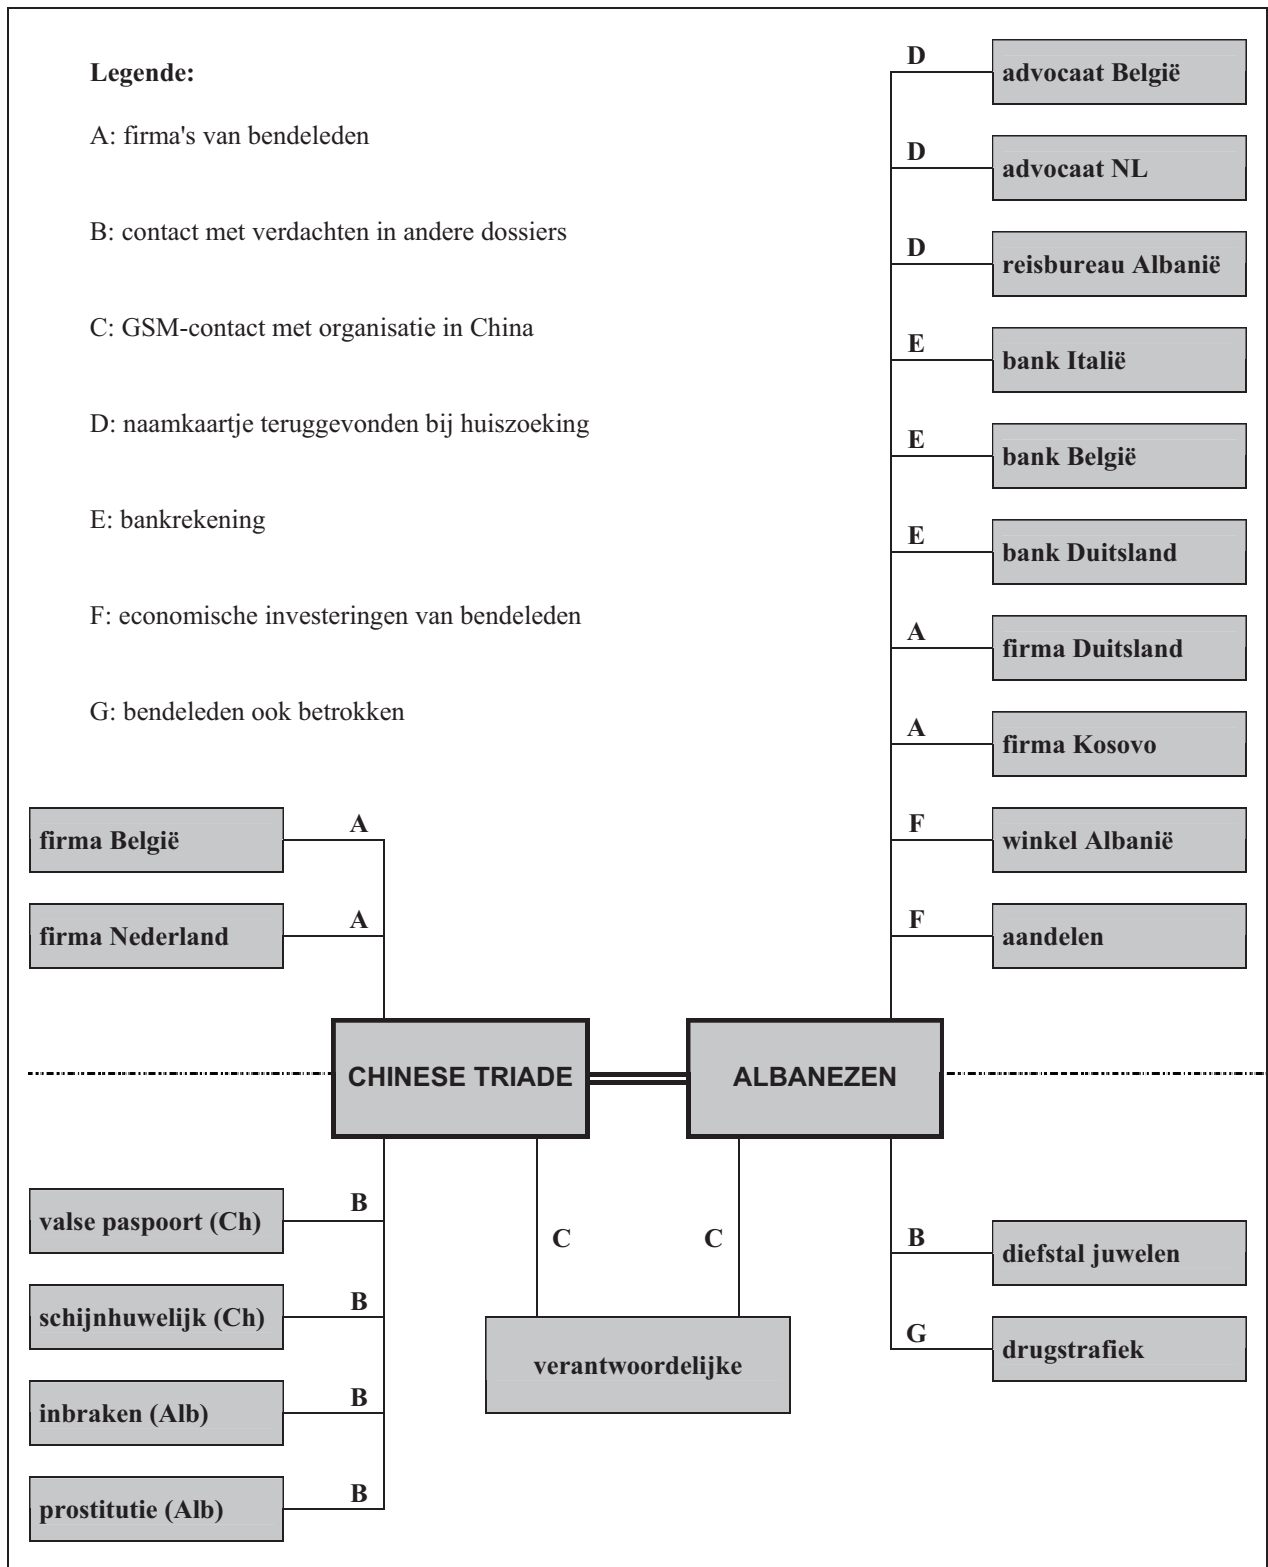 Legende:
A: firma's van bendeleden
B: contact met verdachten in andere dossiers
C: GSM-contact met organisatie in China
D: naamkaartje teruggevonden bij huiszoeking
E: bankrekening
F: economische investeringen van bendeleden
G: bendeleden ook betrokken
D
advocaat België
D
advocaat NL
D
reisbureau Albanië
E
bank Italië
E
bank België
E
bank Duitsland
A
firma Duitsland
A
firma Kosovo
F
winkel Albanië
F
aandelen
firma België
A
firma Nederland
A
CHINESE TRIADE
ALBANEZEN
valse paspoort (Ch)
B
schijnhuwelijk (Ch)
B
inbraken (Alb)
B
prostitutie (Alb)
B
C
C
verantwoordelijke
B
diefstal juwelen
G
drugstrafiek